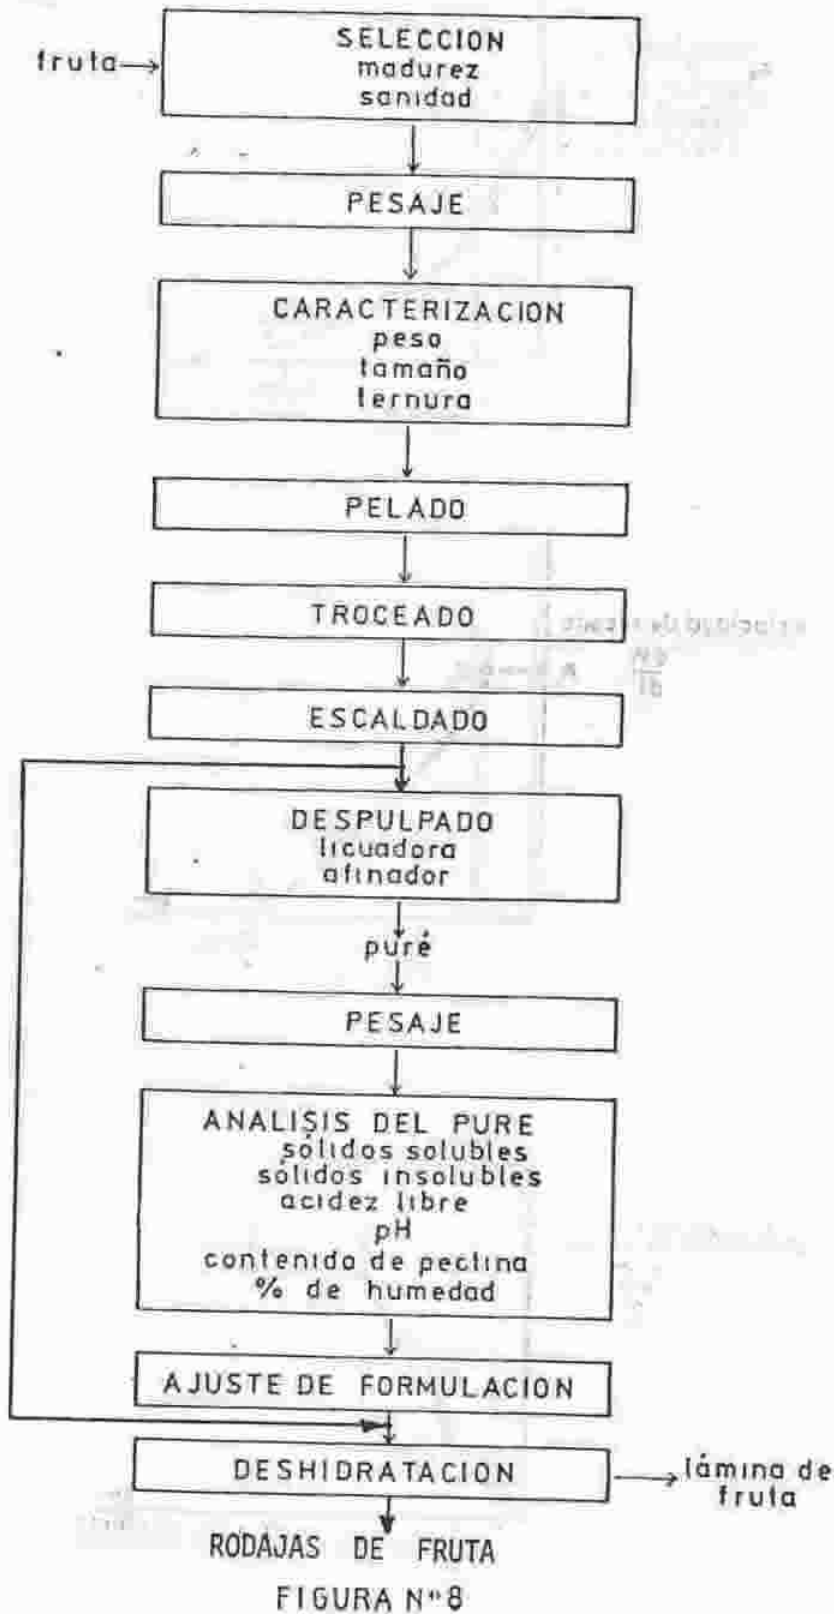 SELECCION
fruta
madurez
sanidad
PESAJE
CARACTERIZACION
peso
tamaño
ternura
PELADO
TROCEADO
ESCALDADO
DESPULPADO
licuadora
afinador
puré
PESAJE
ANALISIS DEL PURE
sólidos solubles
sólidos insolubles
acidez libre
pH
contenido de pectina
% de humedad
AJUSTE DE FORMULACION
DESHIDRATACION
lámina de
fruta
RODAJAS DE FRUTA
FIGURA N°8